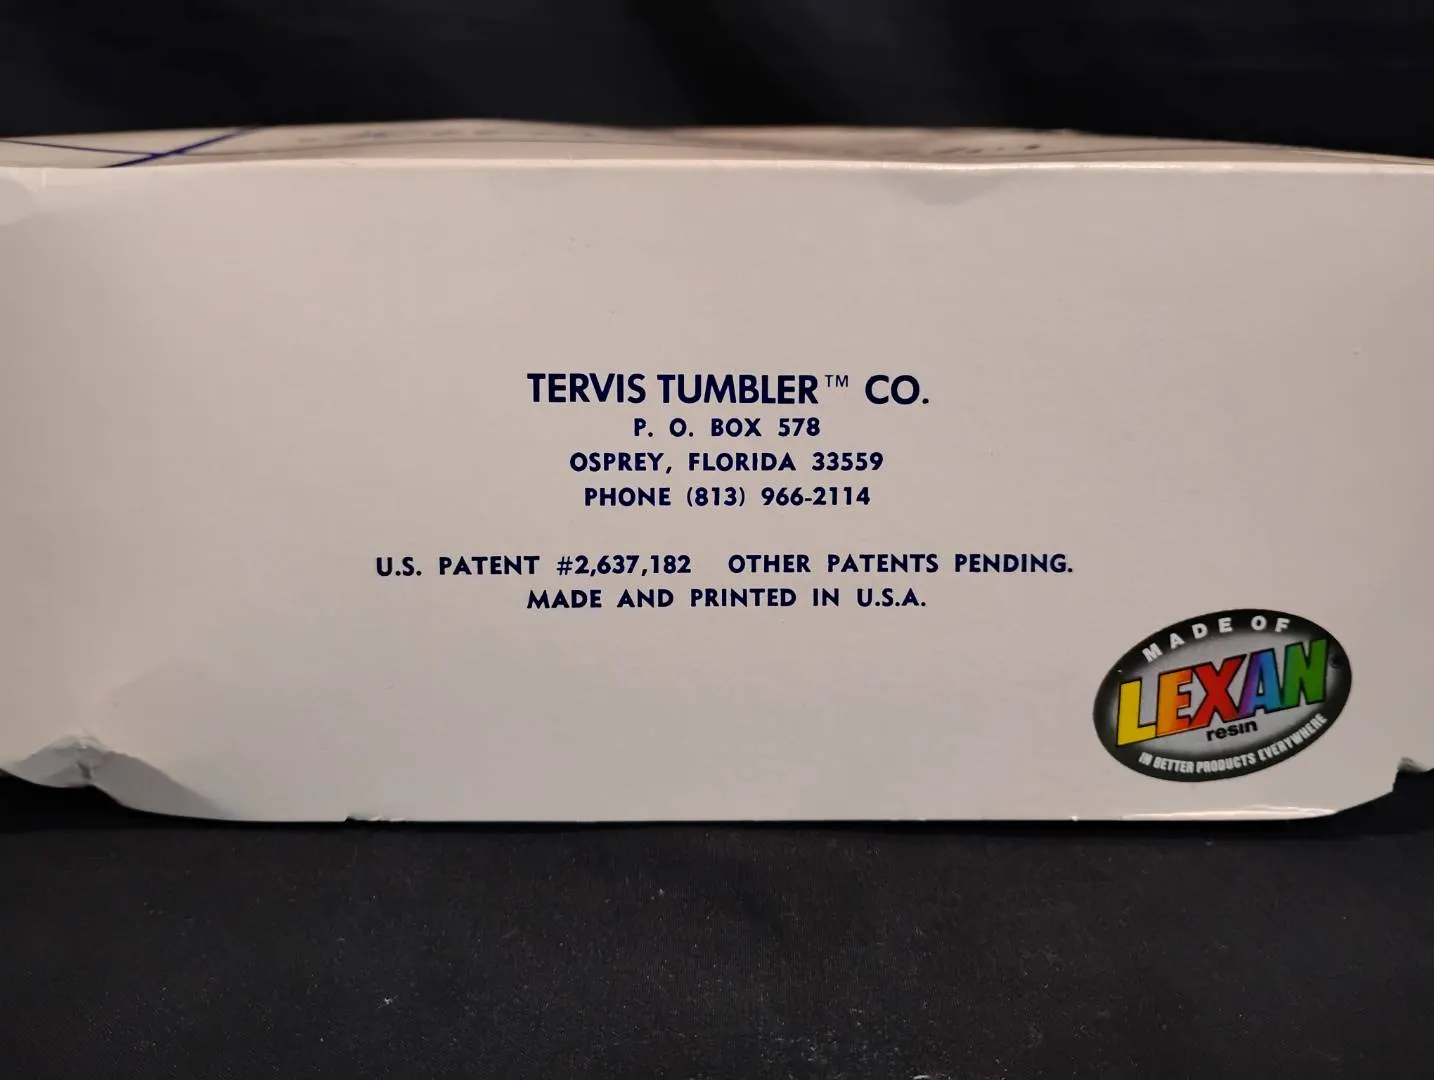 TERVIS TUMBLER™ CO.
P. O. BOX 578
OSPREY, FLORIDA 33559
PHONE (813) 966-2114
U.S. PATENT #2,637,182 OTHER PATENTS PENDING.
MADE AND PRINTED IN U.S.A.
MADE OF
LEXAN
resin
IN BETTER PRODUCTS EVERYWHERE